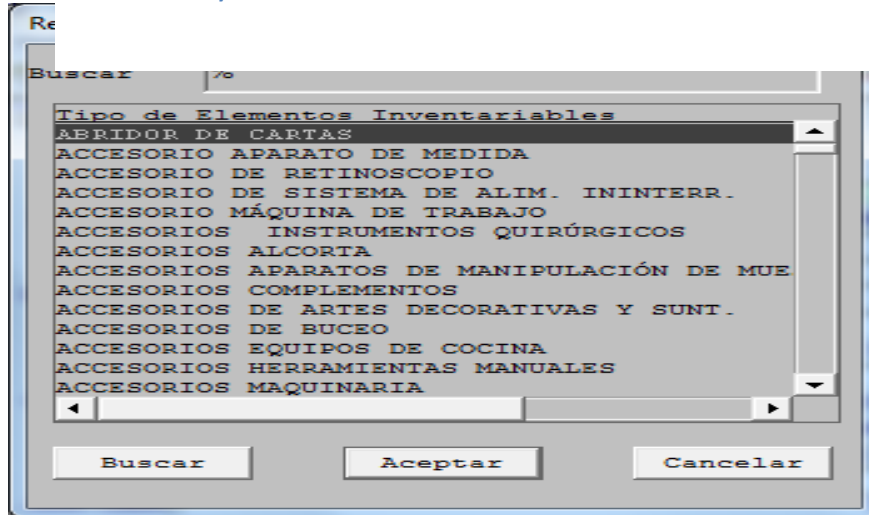 Re
Buscar %
Tipo de Elementos Inventariables
ABRIDOR DE CARTAS
ACCESORIO APARATO DE MEDIDA
ACCESORIO DE RETINOSCOPIO
ACCESORIO DE SISTEMA DE ALIM. ININTERR.
ACCESORIO MÁQUINA DE TRABAJO
ACCESORIOS  INSTRUMENTOS QUIRÚRGICOS
ACCESORIOS ALCORTA
ACCESORIOS APARATOS DE MANIPULACIÓN DE MUE
ACCESORIOS COMPLEMENTOS
ACCESORIOS DE ARTES DECORATIVAS Y SUNT.
ACCESORIOS DE BUCEO
ACCESORIOS EQUIPOS DE COCINA
ACCESORIOS HERRAMIENTAS MANUALES
ACCESORIOS MAQUINARIA
Buscar Aceptar Cancelar